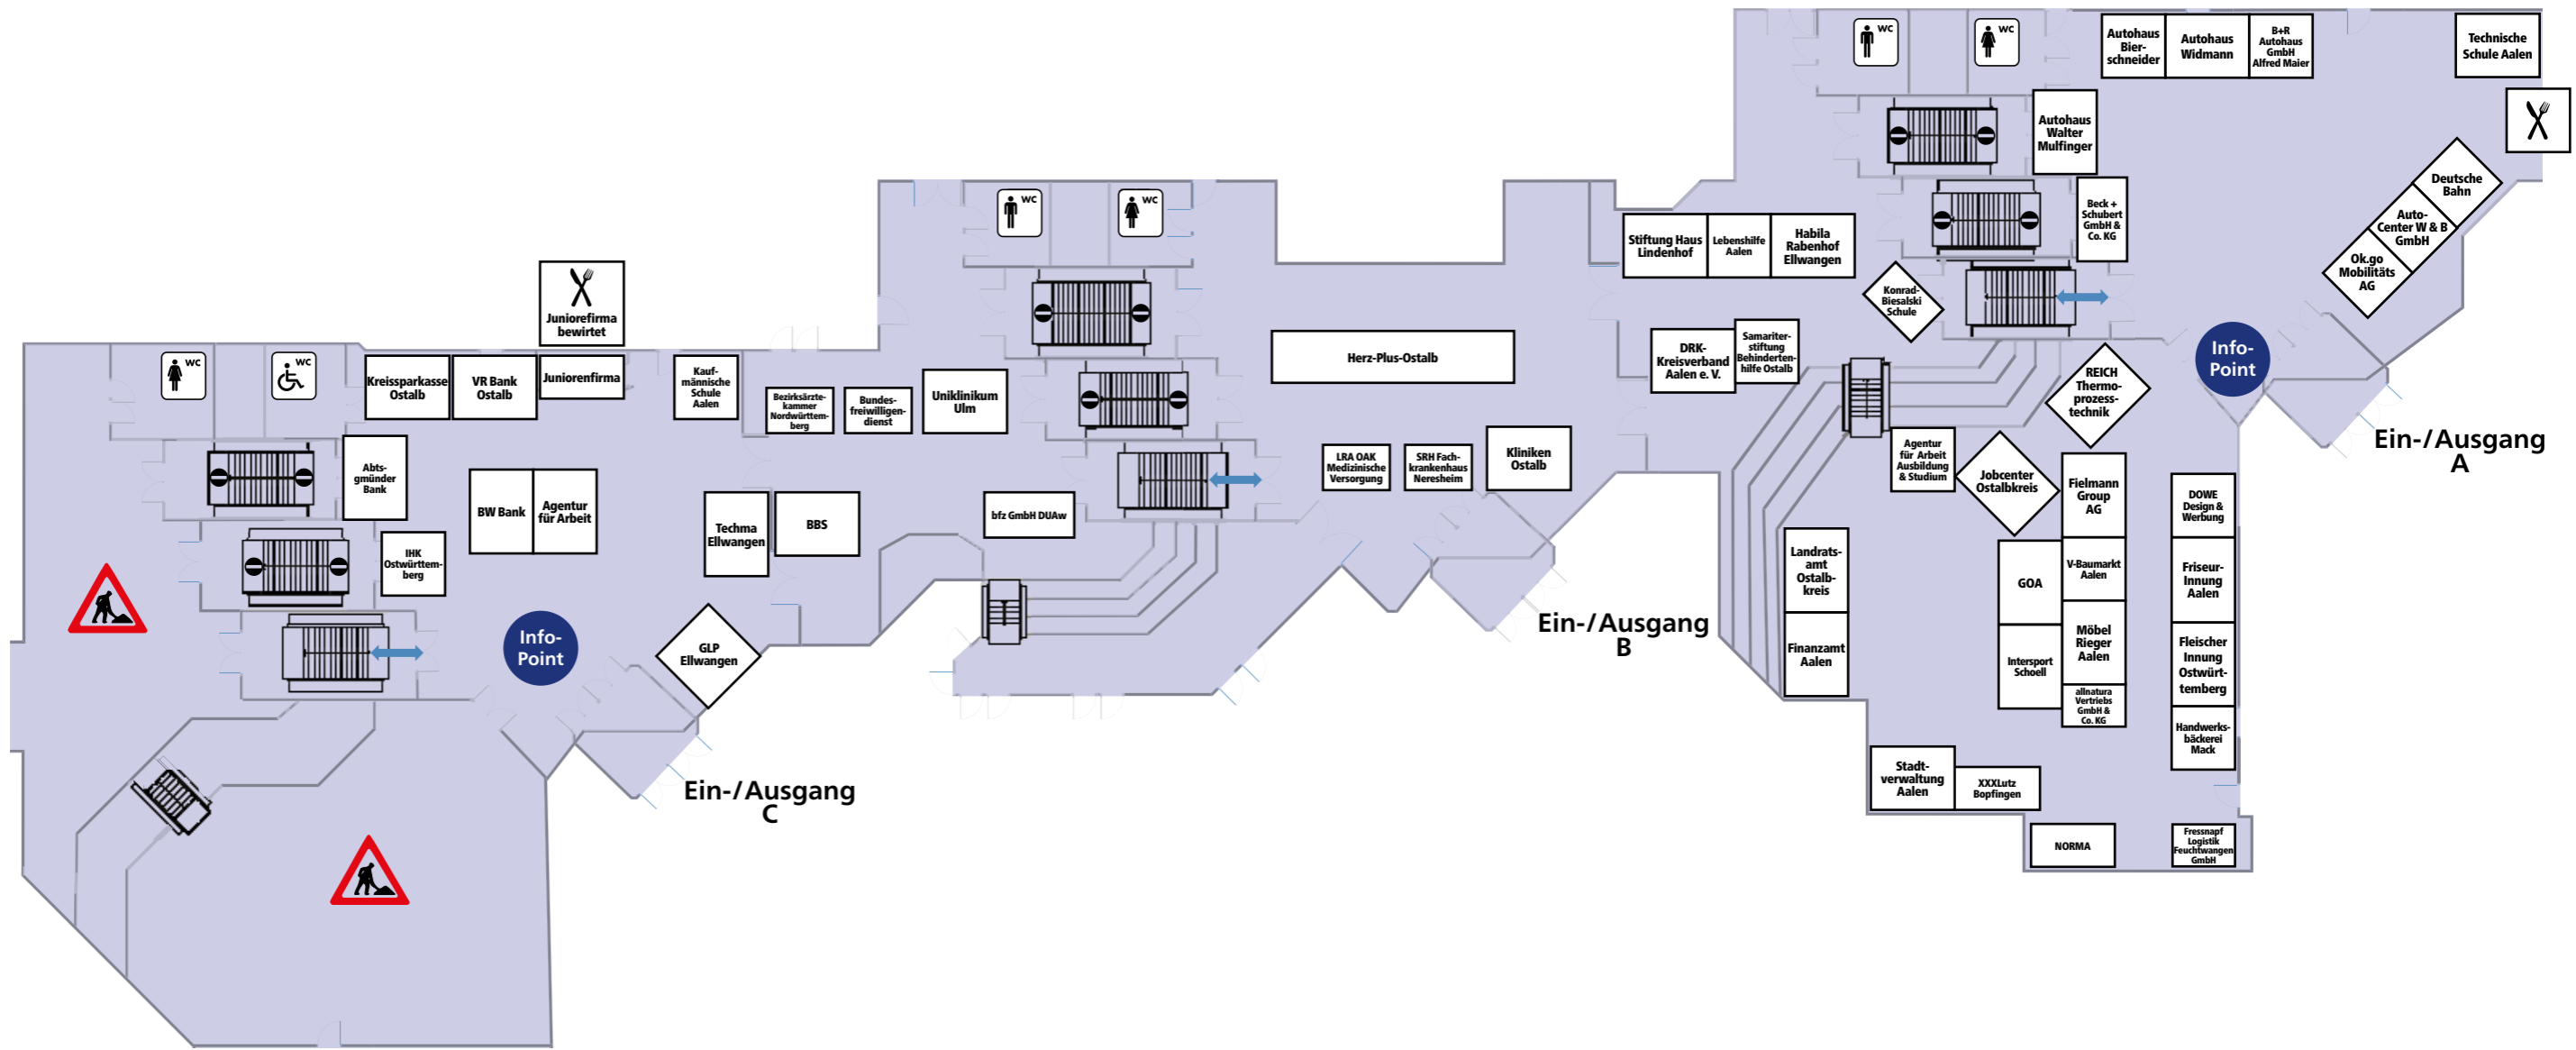 WC
WC
Autohaus
Bier-
schneider
Autohaus
Widmann
B+R
Autohaus
GmbH
Alfred Maier
Technische
Schule Aalen
Autohaus
Walter
Mulfinger
Deutsche
Bahn
Auto-
Center W & B
GmbH
Ok.go
Mobilitäts
AG
Beck +
Schubert
GmbH &
Co. KG
WC
WC
Stiftung Haus
Lindenhof
Lebenshilfe
Aalen
Habila
Rabenhof
Ellwangen
Konrad-
Biesalski
Schule
Info-
Point
Juniorefirma
bewirtet
Herz-Plus-Ostalb
DRK-
Kreisverband
Aalen e. V.
Samariter-
stiftung
Behinderten-
hilfe Ostalb
REICH
Thermo-
prozess-
technik
WC
WC
Kreissparkasse
Ostalb
VR Bank
Ostalb
Juniorenfirma
Kauf-
männische
Schule
Aalen
Bezirksärzte-
kammer
Nordwürttem-
berg
Bundes-
freiwilligen-
dienst
Uniklinikum
Ulm
LRA OAK
Medizinische
Versorgung
SRH Fach-
krankenhaus
Neresheim
Kliniken
Ostalb
Agentur
für Arbeit
Ausbildung
& Studium
Jobcenter
Ostalbkreis
Fielmann
Group
AG
DOWE
Design &
Werbung
Ein-/Ausgang
A
Abts-
gmünder
Bank
BW Bank
Agentur
für Arbeit
Techma
Ellwangen
BBS
bfz GmbH DUAw
IHK
Ostwürttem-
berg
Landrats-
amt
Ostalb-
kreis
GOA
V-Baumarkt
Aalen
Friseur-
Innung
Aalen
Info-
Point
GLP
Ellwangen
Ein-/Ausgang
B
Finanzamt
Aalen
Intersport
Schoell
Möbel
Rieger
Aalen
Fleischer
Innung
Ostwürt-
temberg
allnatura
Vertriebs
GmbH &
Co. KG
Handwerks-
bäckerei
Mack
Ein-/Ausgang
C
Stadt-
verwaltung
Aalen
XXXLutz
Bopfingen
NORMA
Fressnapf
Logistik
Feuchtwangen
GmbH